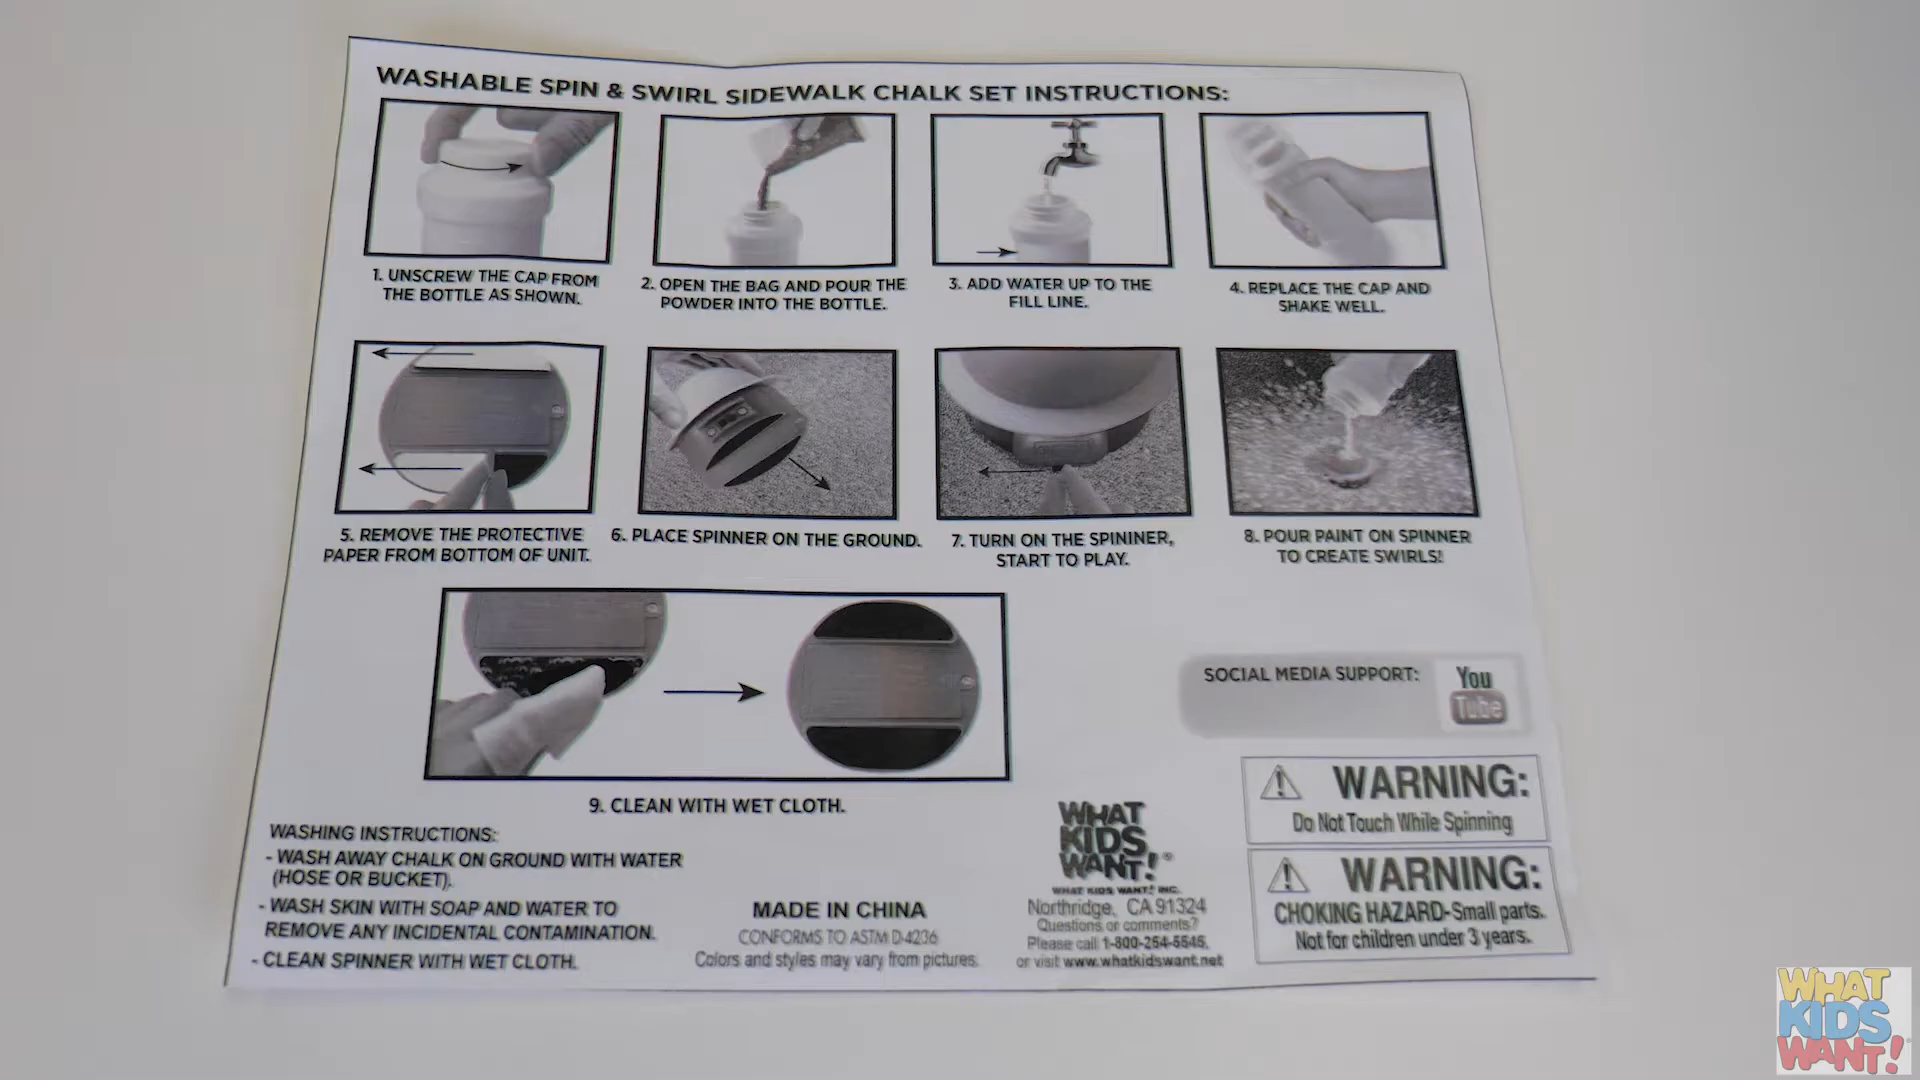 WASHABLE SPIN & SWIRL SIDEWALK CHALK SET INSTRUCTIONS:
1. UNSCREW THE CAP FROM
THE BOTTLE AS SHOWN.
2. OPEN THE BAG AND POUR THE
POWDER INTO THE BOTTLE.
3. ADD WATER UP TO THE
FILL LINE.
4. REPLACE THE CAP AND
SHAKE WELL.
5. REMOVE THE PROTECTIVE
PAPER FROM BOTTOM OF UNIT.
6. PLACE SPINNER ON THE GROUND.
7. TURN ON THE SPININER,
START TO PLAY.
8. POUR PAINT ON SPINNER
TO CREATE SWIRLS!
9. CLEAN WITH WET CLOTH.
SOCIAL MEDIA SUPPORT:
You
Tube
WASHING INSTRUCTIONS:
- WASH AWAY CHALK ON GROUND WITH WATER
(HOSE OR BUCKET).
- WASH SKIN WITH SOAP AND WATER TO
REMOVE ANY INCIDENTAL CONTAMINATION.
- CLEAN SPINNER WITH WET CLOTH.
MADE IN CHINA
CONFORMS TO ASTM D-4236
Colors and styles may vary from pictures.
WHAT
KIDS
WANT!®
WHAT KIDS WANT! INC.
Northridge, CA 91324
Questions or comments?
Please call 1-800-254-5545,
or visit www.whatkidswant.net
WARNING:
Do Not Touch While Spinning
WARNING:
CHOKING HAZARD-Small parts.
Not for children under 3 years.
WHAT
KIDS
WANT!